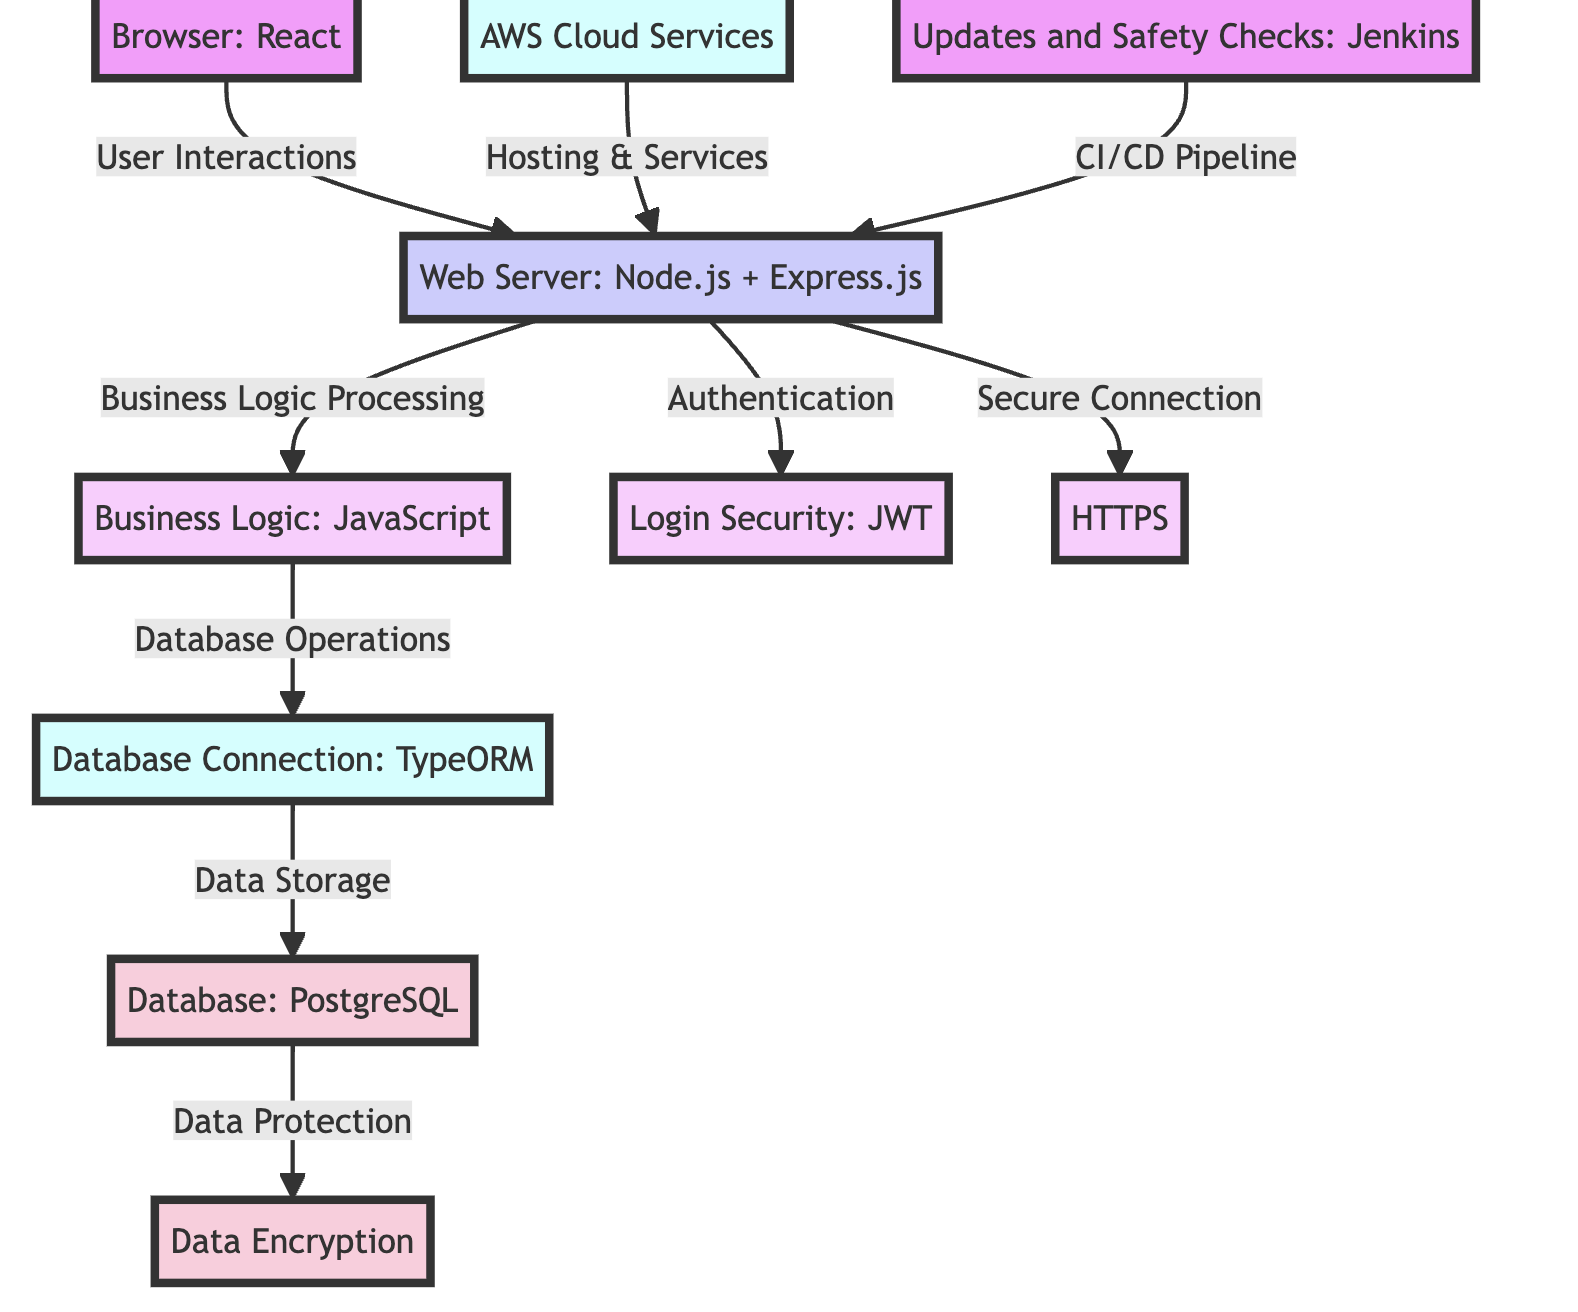 Browser: React
AWS Cloud Services
Updates and Safety Checks: Jenkins
User Interactions
Hosting & Services
CI/CD Pipeline
Web Server: Node.js + Express.js
Business Logic Processing
Authentication
Secure Connection
Business Logic: JavaScript
Login Security: JWT
HTTPS
Database Operations
Database Connection: TypeORM
Data Storage
Database: PostgreSQL
Data Protection
Data Encryption